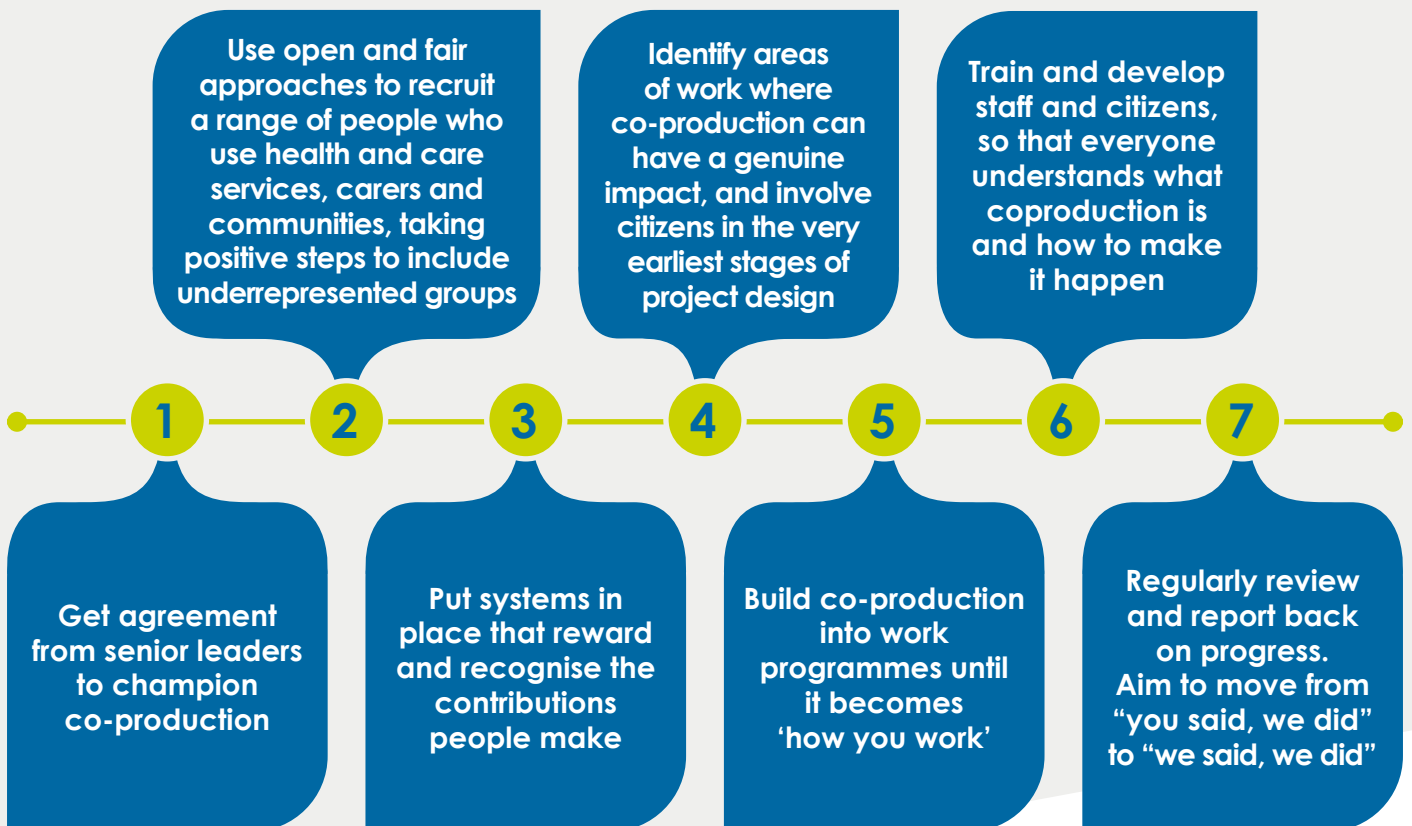 1
Get agreement
from senior leaders
to champion
co-production
2
Use open and fair
approaches to recruit
a range of people who
use health and care
services, carers and
communities, taking
positive steps to include
underrepresented groups
3
Put systems in
place that reward
and recognise the
contributions
people make
4
Identify areas
of work where
co-production can
have a genuine
impact, and involve
citizens in the very
earliest stages of
project design
5
Build co-production
into work
programmes until
it becomes
‘how you work’
6
Train and develop
staff and citizens,
so that everyone
understands what
coproduction is
and how to make
it happen
7
Regularly review
and report back
on progress.
Aim to move from
“you said, we did”
to “we said, we did”